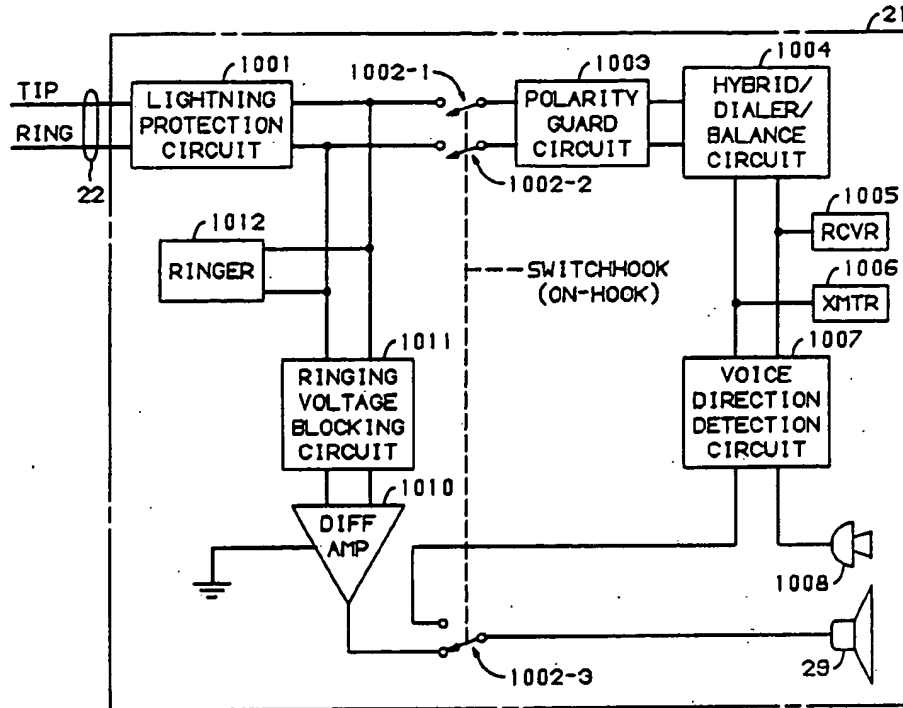 21
1001
1002-1
1003
1004
TIP
RING
22
LIGHTNING
PROTECTION
CIRCUIT
POLARITY
GUARD
CIRCUIT
HYBRID/
DIALER/
BALANCE
CIRCUIT
1002-2
1012
RINGER
SWITCHHOOK
(ON-HOOK)
1005
RCVR
1006
XMTR
1011
RINGING
VOLTAGE
BLOCKING
CIRCUIT
1007
VOICE
DIRECTION
DETECTION
CIRCUIT
1010
DIFF
AMP
1008
1002-3
29